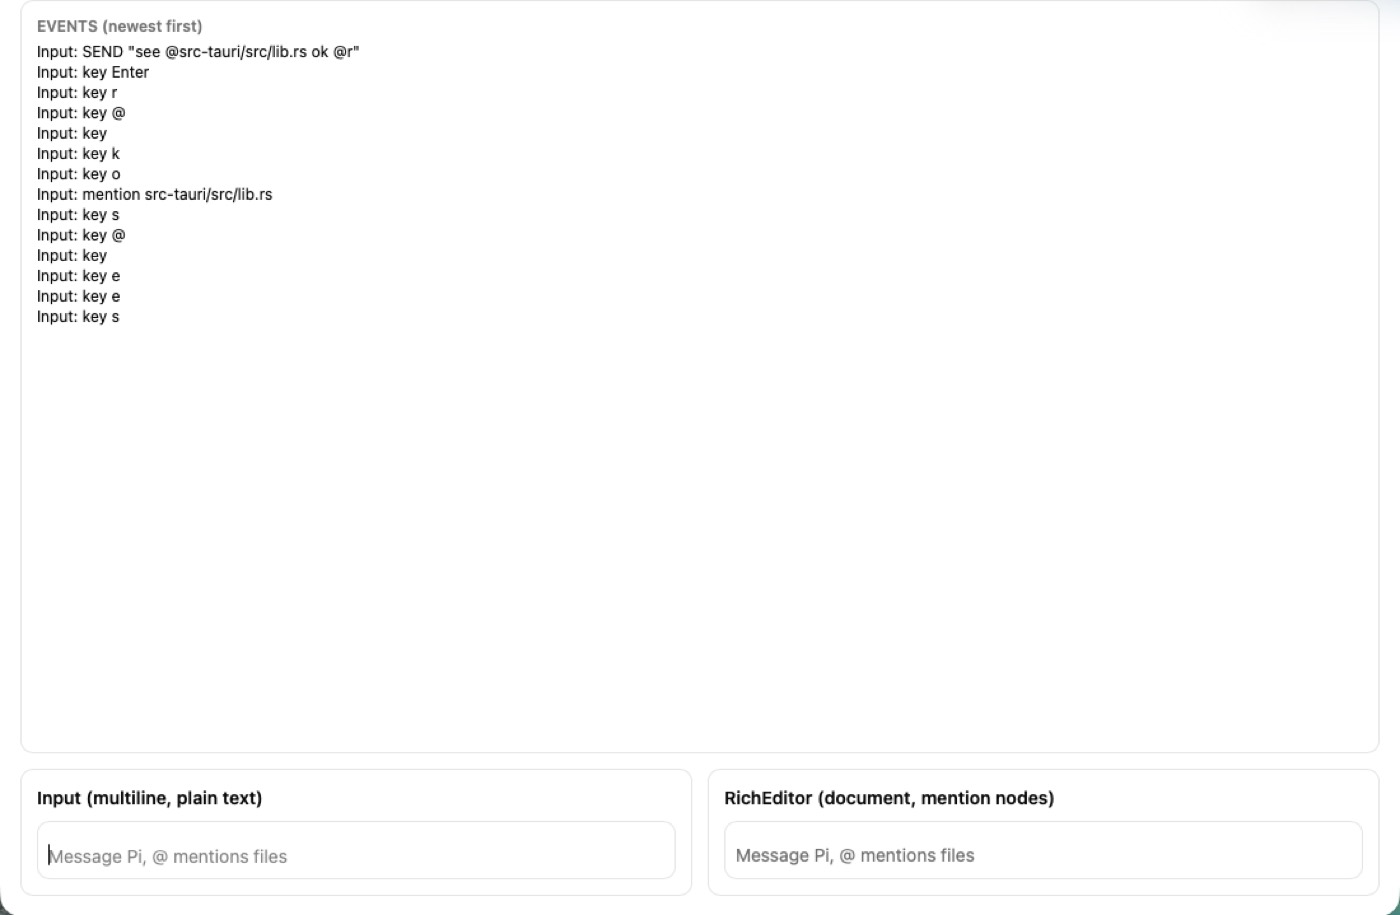 EVENTS (newest first)
Input: SEND "see @src-tauri/src/lib.rs ok @r"
Input: key Enter
Input: key r
Input: key @
Input: key
Input: key k
Input: key o
Input: mention src-tauri/src/lib.rs
Input: key s
Input: key @
Input: key
Input: key e
Input: key e
Input: key s
Input (multiline, plain text)
Message Pi, @ mentions files
RichEditor (document, mention nodes)
Message Pi, @ mentions files